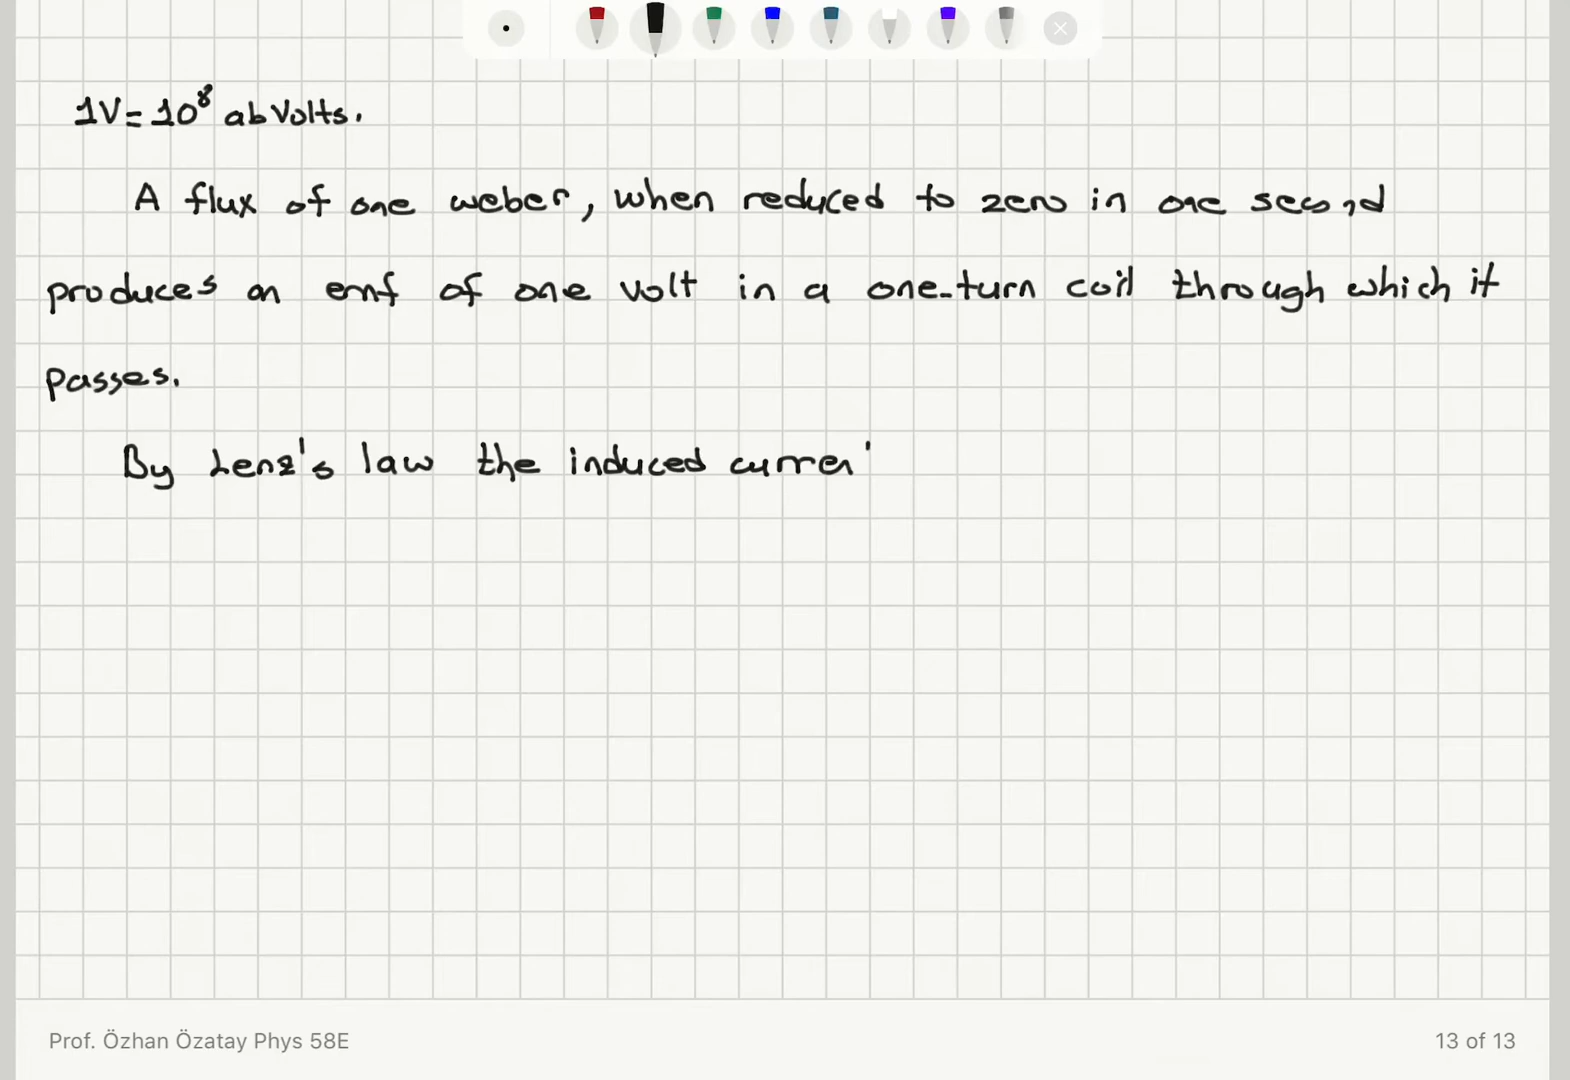 1V = 10⁸ abVolts.
A flux of one weber, when reduced to zero in one second
produces an emf of one volt in a one-turn coil through which it
passes.
By Lenz's law the induced curren
Prof. Özhan Özatay Phys 58E
13 of 13